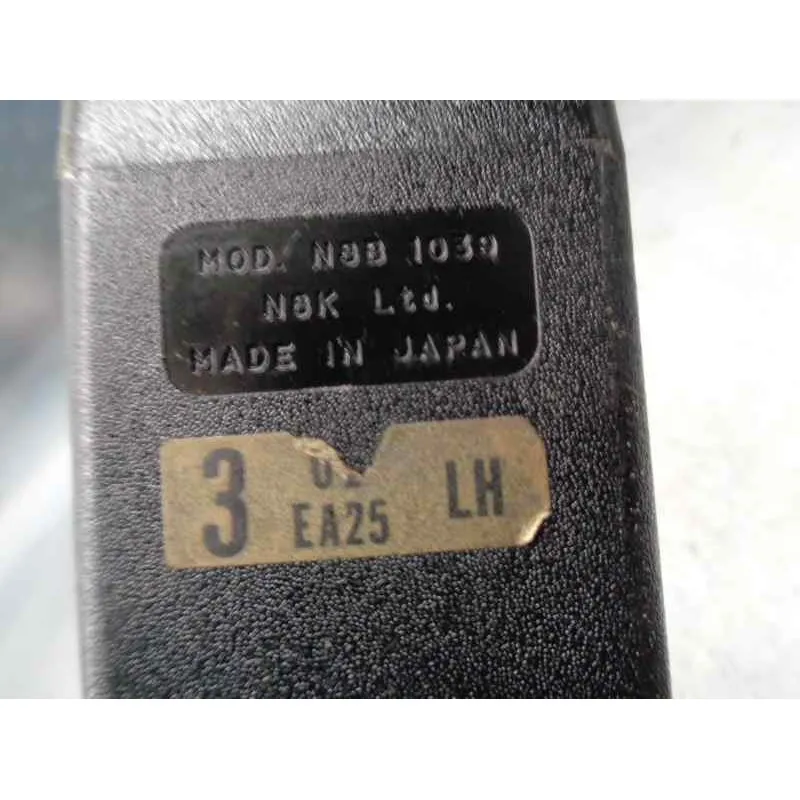 MOD. NSB 1039
NSK Ltd.
MADE IN JAPAN
3 EA25 LH